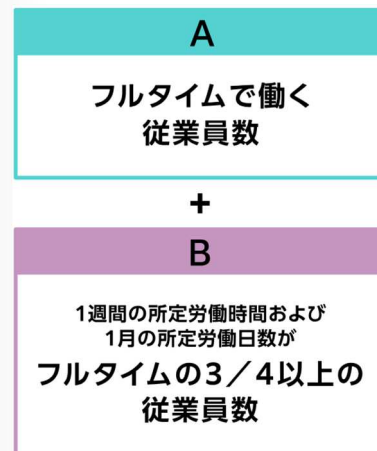 A
フルタイムで働く
従業員数
+
B
1週間の所定労働時間および
1月の所定労働日数が
フルタイムの3／4以上の
従業員数